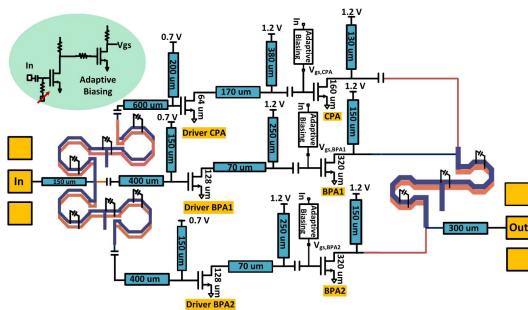 In
Vgs
Adaptive
Biasing
0.7 V
200 um
600 um
64 um
Driver CPA
170 um
1.2 V
380 um
In
Adaptive
Biasing
Vgs,CPA
1.2 V
130 um
160 um
CPA
In
150 um
400 um
0.7 V
150 um
128 um
Driver BPA1
70 um
1.2 V
250 um
In
Adaptive
Biasing
Vgs,BPA1
1.2 V
150 um
320 um
BPA1
400 um
0.7 V
150 um
128 um
Driver BPA2
70 um
1.2 V
250 um
In
Adaptive
Biasing
Vgs,BPA2
1.2 V
150 um
320 um
BPA2
300 um
Out